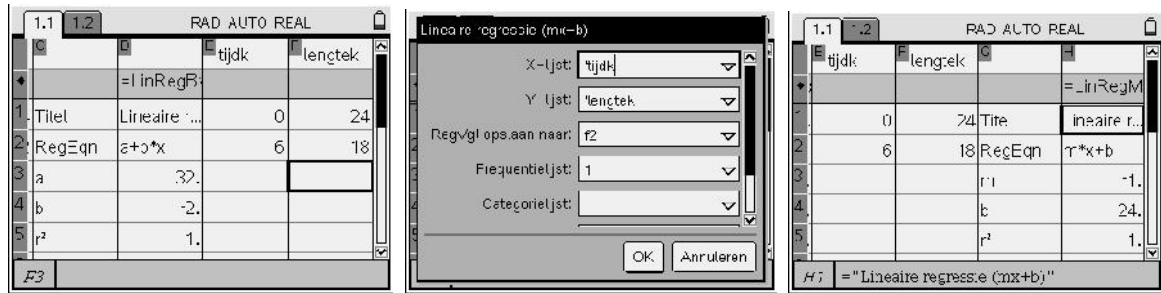 1.1 1.2 RAD AUTO REAL
C D E tijdk F lengtek
◆ =LinRegB
1 Titel Lineaire r... 0 24
2 RegEqn a+b*x 6 18
3 a 32.
4 b -2.
5 r² 1.
F3
Lineaire regressie (mx+b)
X-lijst: 'tijdk
Y-lijst: 'lengtek
RegVgl opslaan naar: f2
Frequentielijst: 1
Categorielijst:
OK Annuleren
1.1 1.2 RAD AUTO REAL
E tijdk F lengtek G H
◆ =LinRegM
1 0 24 Titel Lineaire r...
2 6 18 RegEqn m*x+b
3 m -1.
4 b 24.
5 r² 1.
H1 ="Lineaire regressie (mx+b)"